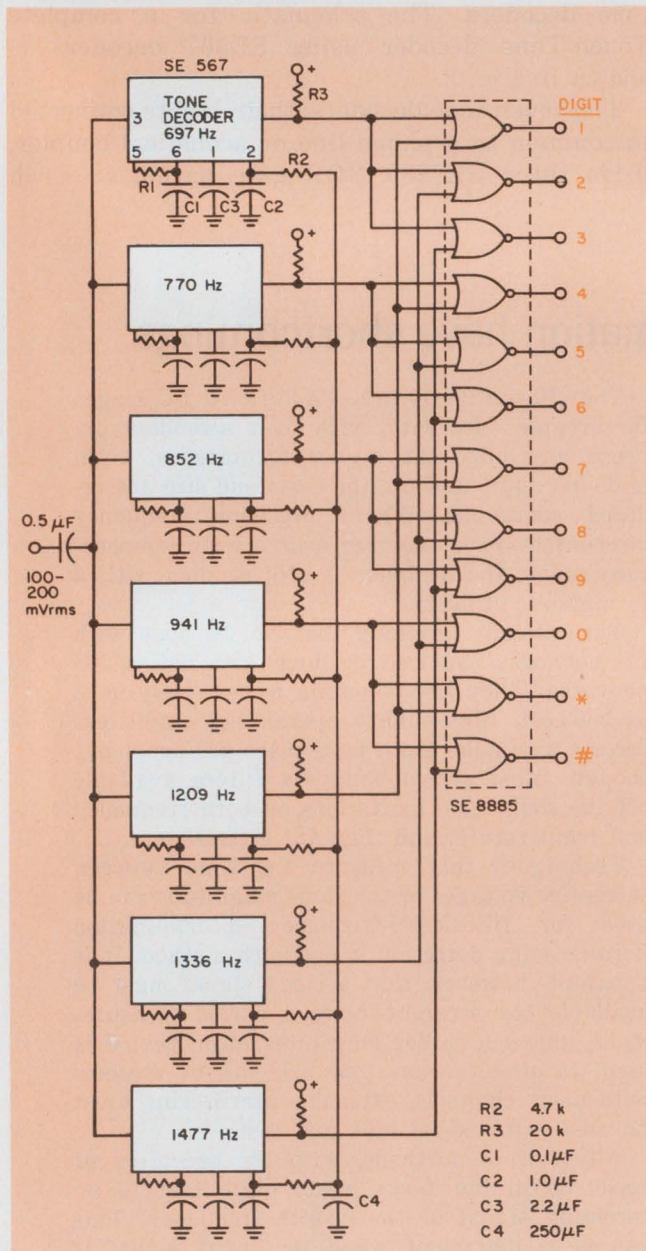 SE 567
TONE
DECODER
697 Hz
3
5 6 1 2
R1
C1
C3
C2
R2
R3
+
DIGIT
1
2
3
4
5
6
7
8
9
0
*
#
SE 8885
+
770 Hz
+
852 Hz
0.5 µF
100–
200
mVrms
+
941 Hz
+
1209 Hz
+
1336 Hz
+
1477 Hz
C4
R2 4.7 k
R3 20 k
C1 0.1 µF
C2 1.0 µF
C3 2.2 µF
C4 250 µF